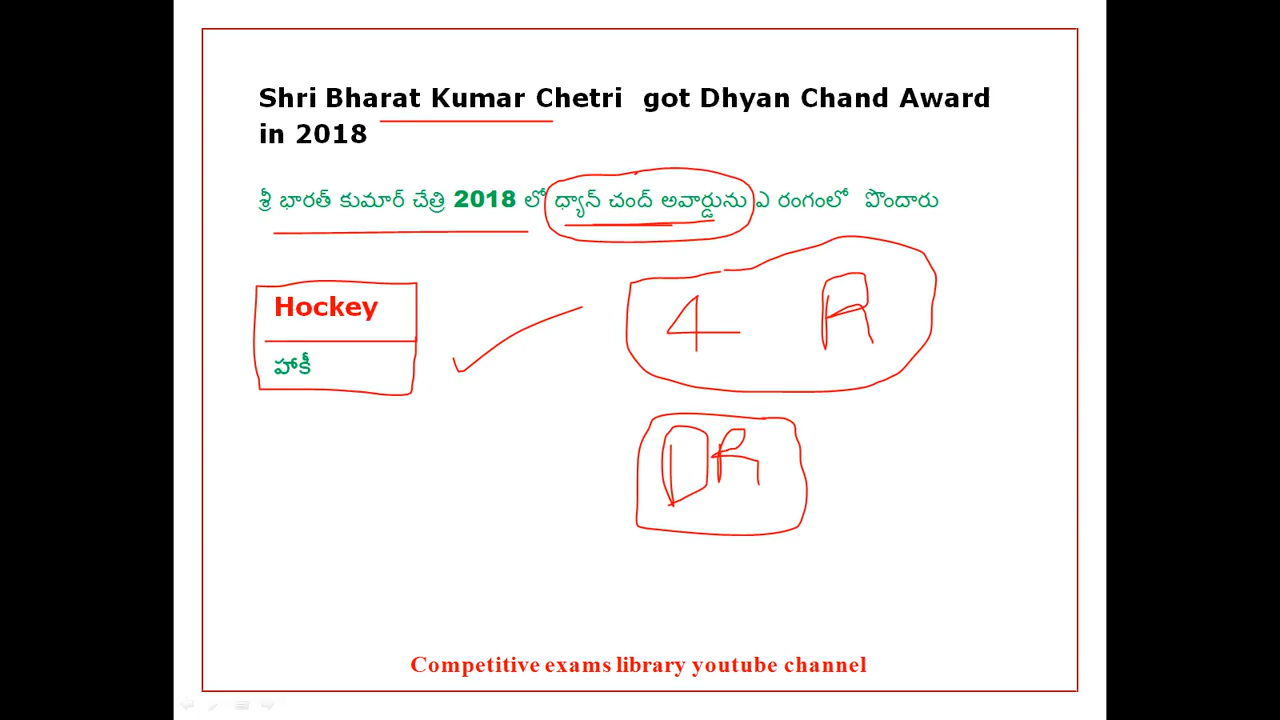 Shri Bharat Kumar Chetri got Dhyan Chand Award
in 2018
శ్రీ భారత్ కుమార్ చేత్రి 2018 లో ధ్యాన్ చంద్ అవార్డును ఎ రంగంలో పొందారు
Hockey
హాకీ
4 R
DR
Competitive exams library youtube channel